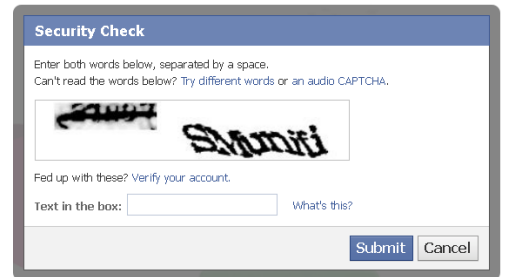 Security Check
Enter both words below, separated by a space.
Can't read the words below? Try different words or an audio CAPTCHA.
Fed up with these? Verify your account.
Text in the box:
What's this?
Submit Cancel